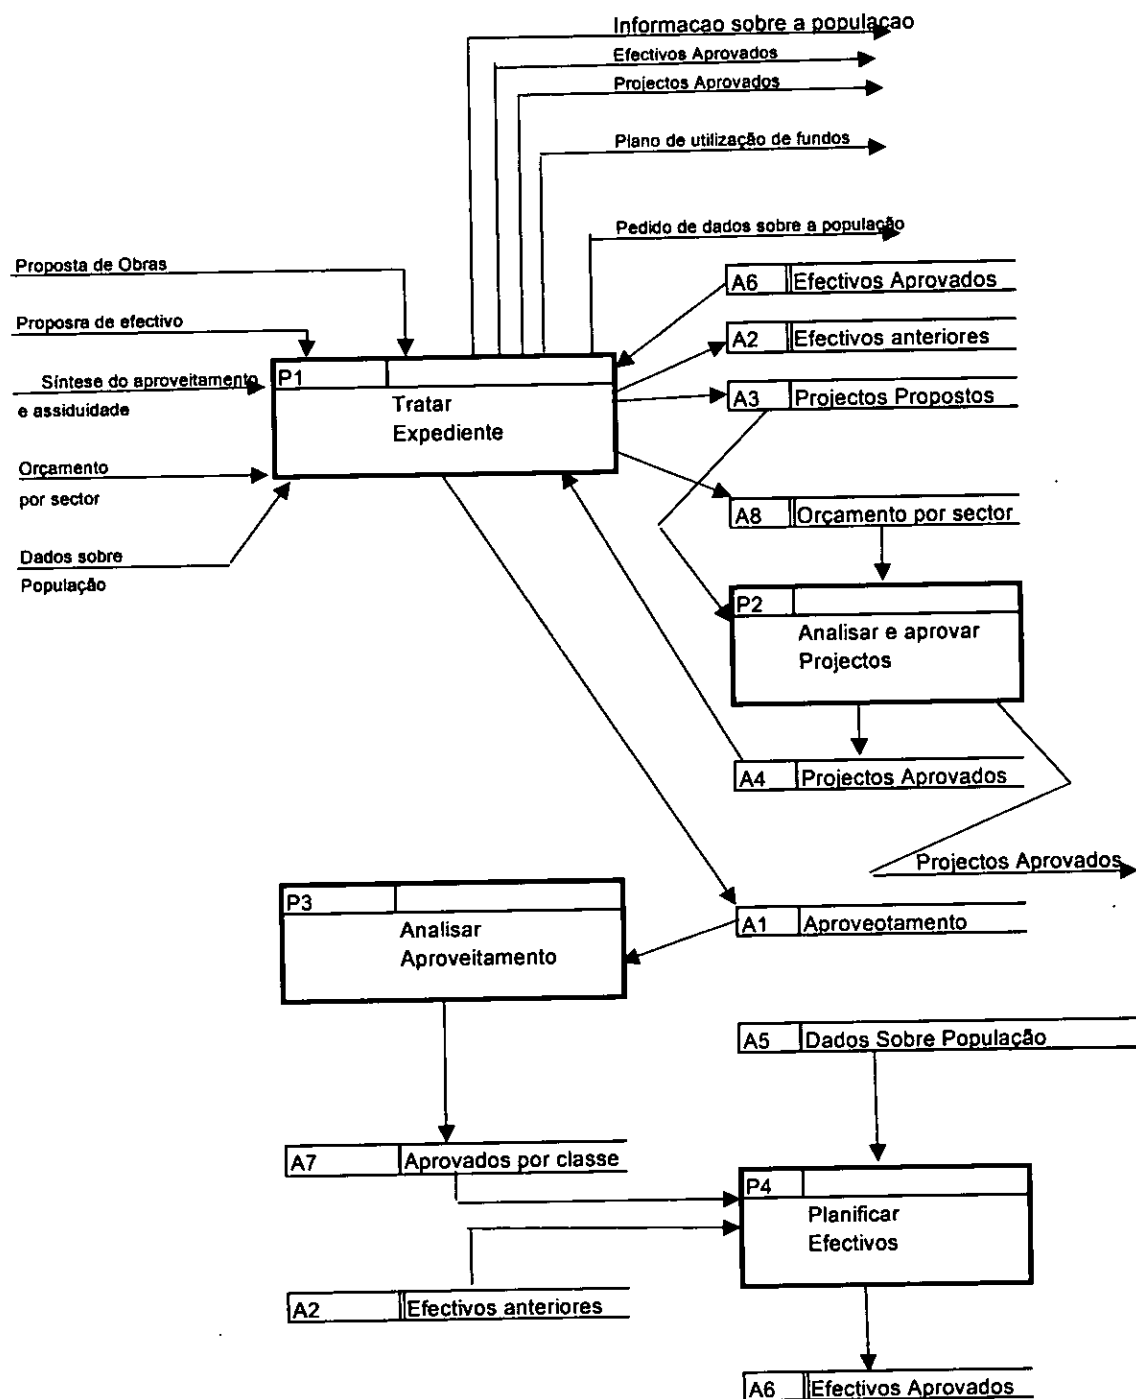 Informacao sobre a populaçao
Efectivos Aprovados
Projectos Aprovados
Plano de utilização de fundos
Pedido de dados sobre a população
Proposta de Obras
Proposra de efectivo
Síntese do aproveitamento
e assiduidade
Orçamento
por sector
Dados sobre
População
A6 Efectivos Aprovados
A2 Efectivos anteriores
A3 Projectos Propostos
P1
Tratar
Expediente
A8 Orçamento por sector
P2
Analisar e aprovar
Projectos
A4 Projectos Aprovados
Projectos Aprovados
P3
Analisar
Aproveitamento
A1 Aproveotamento
A5 Dados Sobre População
A7 Aprovados por classe
P4
Planificar
Efectivos
A2 Efectivos anteriores
A6 Efectivos Aprovados